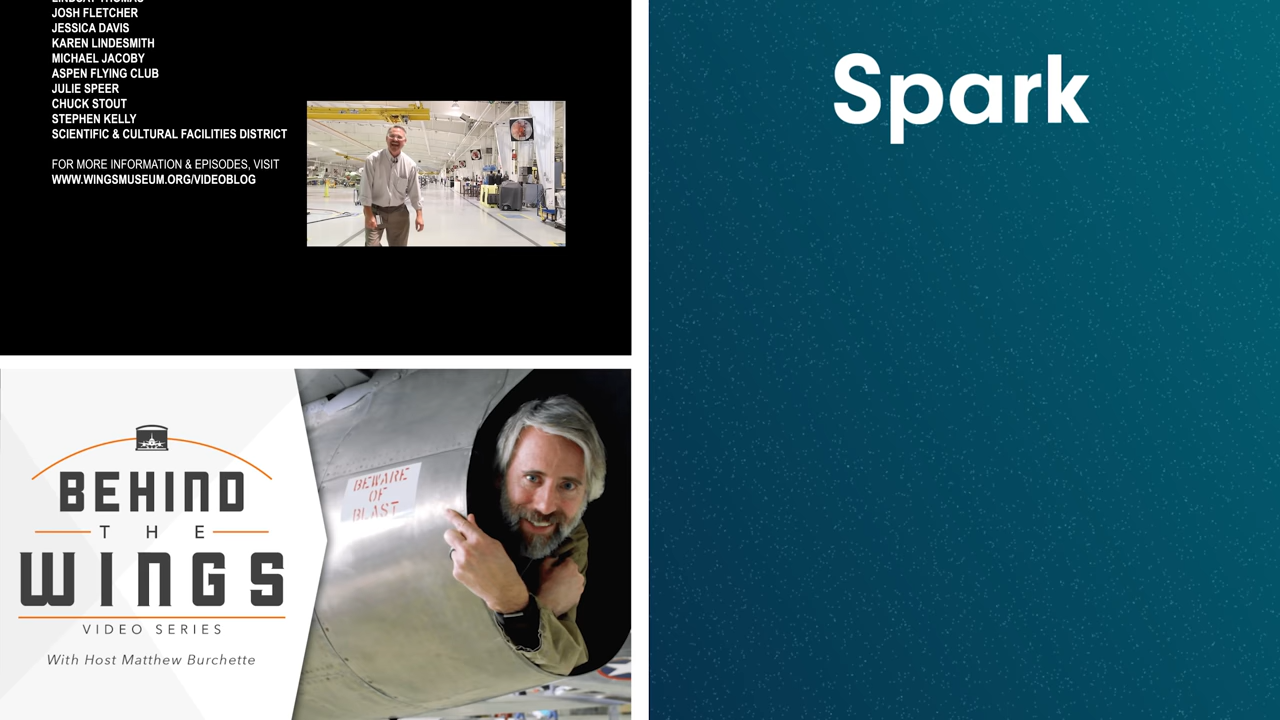 JOSH FLETCHER
JESSICA DAVIS
KAREN LINDESMITH
MICHAEL JACOBY
ASPEN FLYING CLUB
JULIE SPEER
CHUCK STOUT
STEPHEN KELLY
SCIENTIFIC & CULTURAL FACILITIES DISTRICT
FOR MORE INFORMATION & EPISODES, VISIT
WWW.WINGSMUSEUM.ORG/VIDEOBLOG
BEHIND
THE
WINGS
VIDEO SERIES
With Host Matthew Burchette
BEWARE
OF
BLAST
Spark